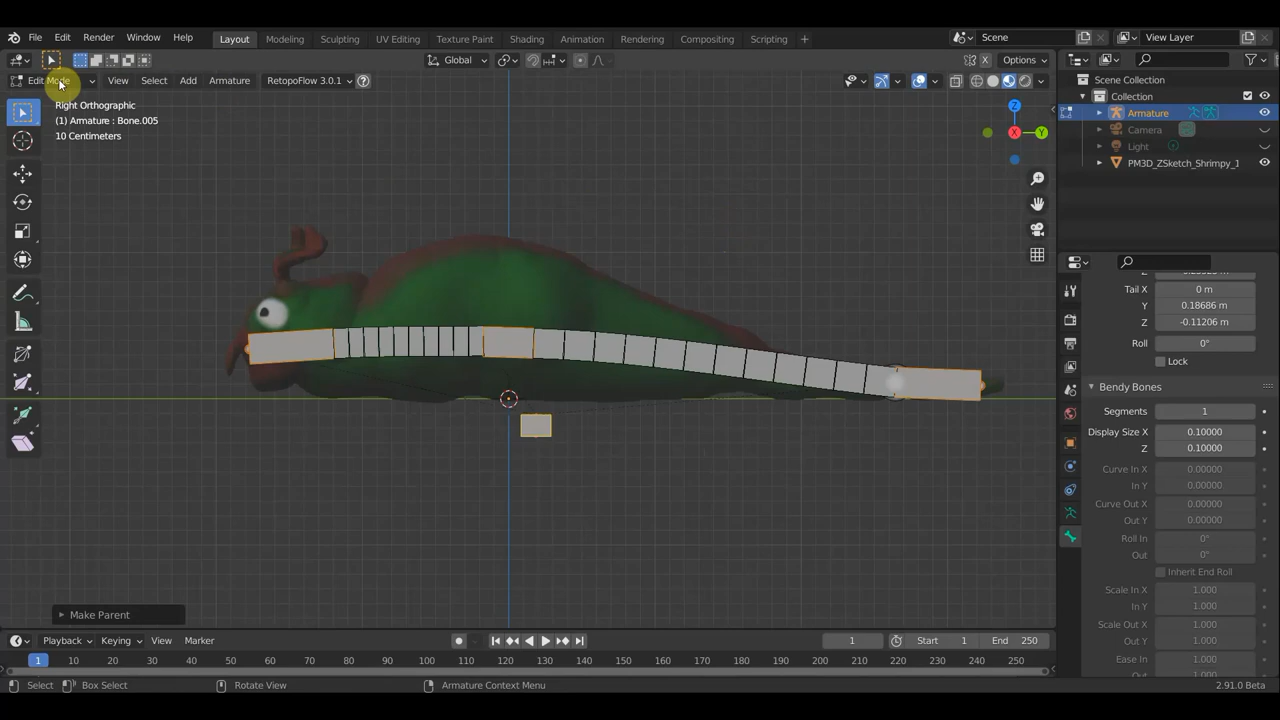 File Edit Render Window Help Layout Modeling Sculpting UV Editing Texture Paint Shading Animation Rendering Compositing Scripting + Scene View Layer
Global Options
Edit Mode View Select Add Armature RetopoFlow 3.0.1
Right Orthographic
(1) Armature : Bone.005
10 Centimeters
Z
Y
X
Scene Collection
Collection
Armature
Camera
Light
PM3D_ZSketch_Shrimpy_1
Tail X 0 m
Y 0.18686 m
Z -0.11206 m
Roll 0°
Lock
Bendy Bones
Segments 1
Display Size X 0.10000
Z 0.10000
Curve In X 0.00000
In Y 0.00000
Curve Out X 0.00000
Out Y 0.00000
Roll In 0°
Out 0°
Inherit End Roll
Scale In X 1.000
In Y 1.000
Scale Out X 1.000
Out Y 1.000
Ease In 1.000
Make Parent
Playback Keying View Marker 1 Start 1 End 250
1 10 20 30 40 50 60 70 80 90 100 110 120 130 140 150 160 170 180 190 200 210 220 230 240 250
Select Box Select Rotate View Armature Context Menu 2.91.0 Beta